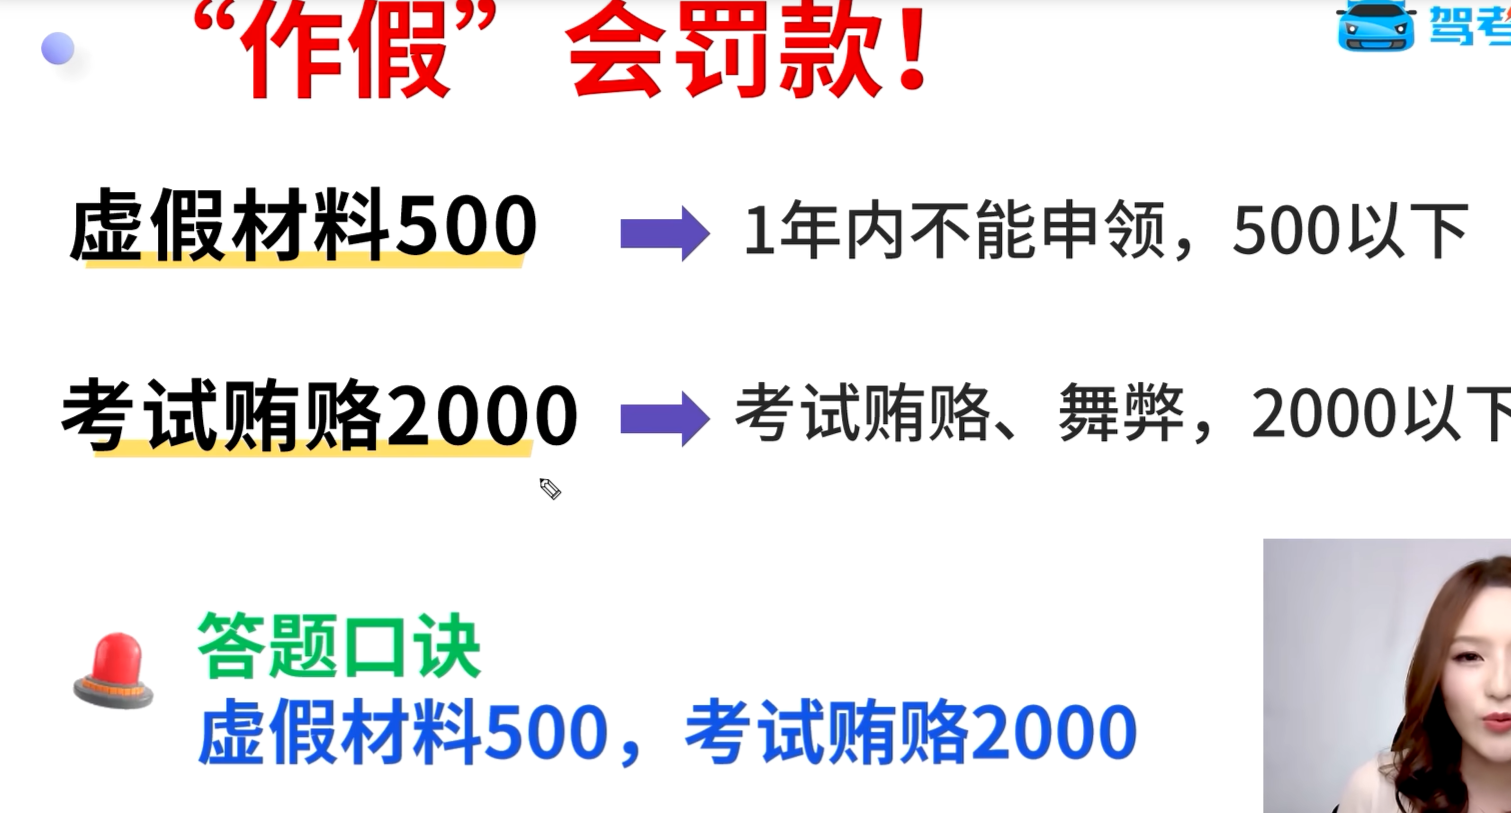 “作假”会罚款！
驾考
虚假材料500
1年内不能申领，500以下
考试贿赂2000
考试贿赂、舞弊，2000以下
答题口诀
虚假材料500，考试贿赂2000